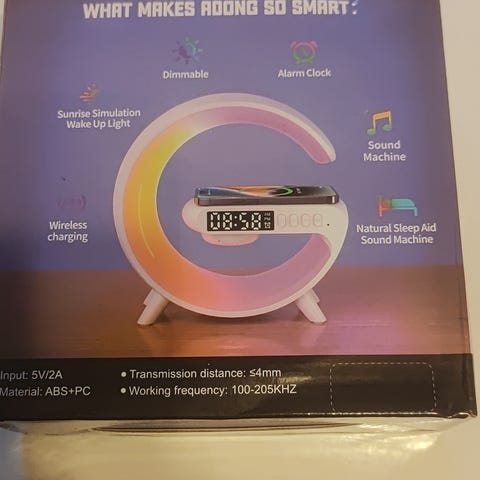 WHAT MAKES ADONG SO SMART?
Dimmable
Alarm Clock
Sunrise Simulation
Wake Up Light
Sound
Machine
Wireless
charging
08:58
Natural Sleep Aid
Sound Machine
Input: 5V/2A
• Transmission distance: ≤4mm
Material: ABS+PC
• Working frequency: 100-205KHZ